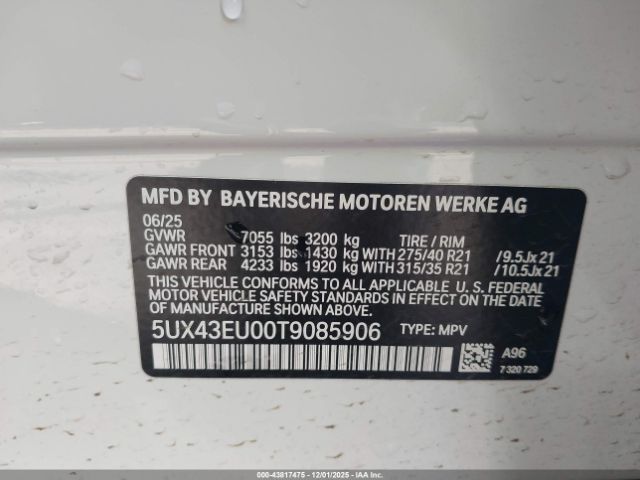 MFD BY BAYERISCHE MOTOREN WERKE AG
06/25
GVWR 7055 lbs 3200 kg TIRE / RIM
GAWR FRONT 3153 lbs 1430 kg WITH 275/40 R21 /9.5Jx21
GAWR REAR 4233 lbs 1920 kg WITH 315/35 R21 /10.5Jx21
THIS VEHICLE CONFORMS TO ALL APPLICABLE U. S. FEDERAL
MOTOR VEHICLE SAFETY STANDARDS IN EFFECT ON THE
DATE OF MANUFACTURE SHOWN ABOVE.
5UX43EU00T9085906 TYPE: MPV
A96
7 320 729
000-43817475 - 12/01/2025 - IAA Holdings, LLC.